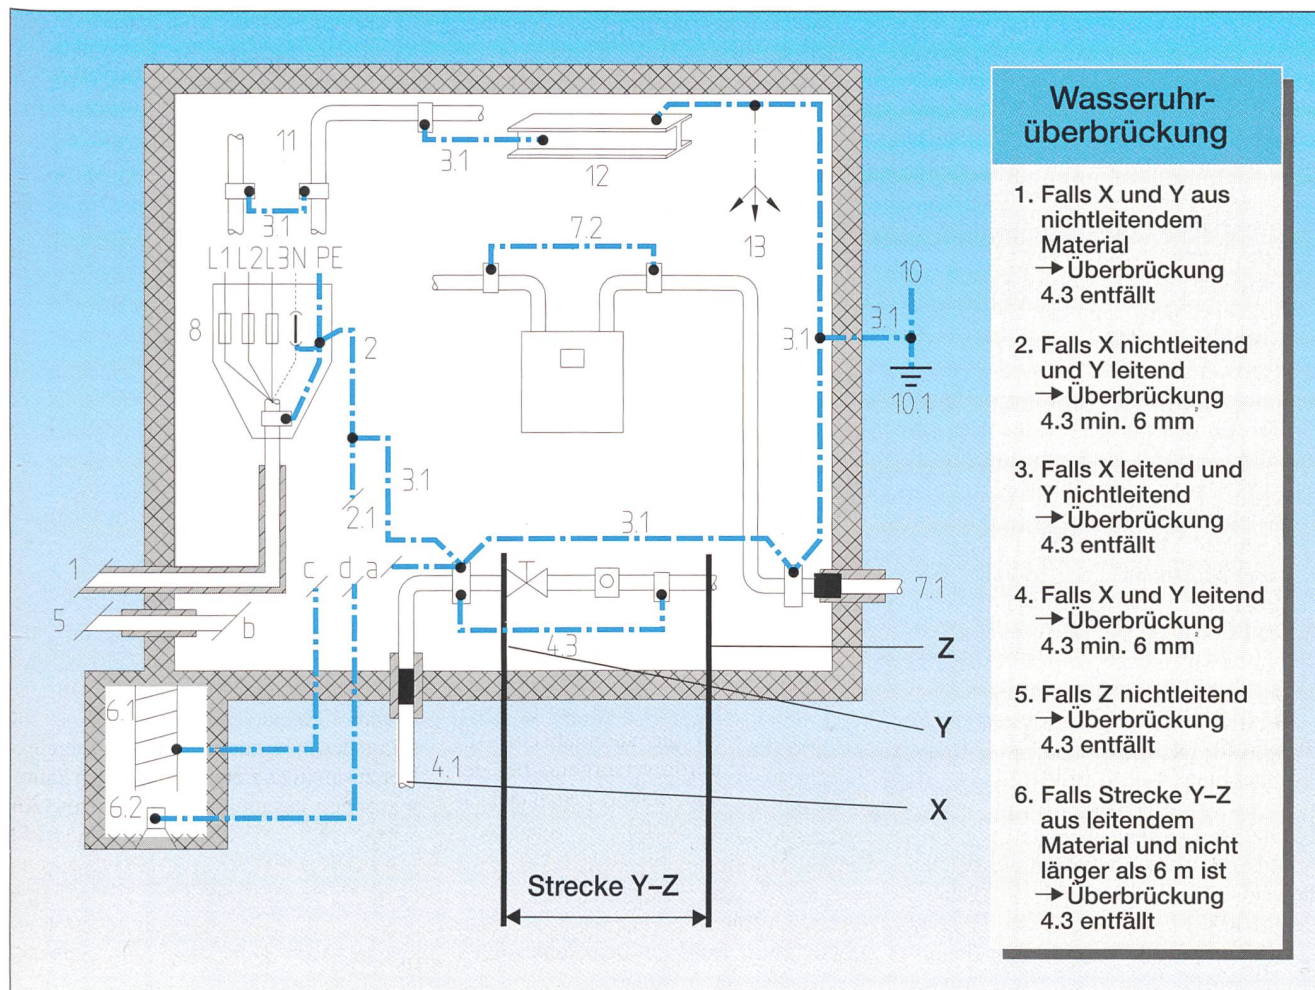 11
3.1
12
3.1
13
7.2
L1 L2 L3 N PE
8
2
3.1
3.1
10
10.1
3.1
2.1
3.1
1
c d a
7.1
5
b
4.3
Z
6.1
Y
4.1
6.2
X
Strecke Y–Z
Wasseruhr-
überbrückung
1. Falls X und Y aus
nichtleitendem
Material
→ Überbrückung
4.3 entfällt
2. Falls X nichtleitend
und Y leitend
→ Überbrückung
4.3 min. 6 mm²
3. Falls X leitend und
Y nichtleitend
→ Überbrückung
4.3 entfällt
4. Falls X und Y leitend
→ Überbrückung
4.3 min. 6 mm²
5. Falls Z nichtleitend
→ Überbrückung
4.3 entfällt
6. Falls Strecke Y–Z
aus leitendem
Material und nicht
länger als 6 m ist
→ Überbrückung
4.3 entfällt